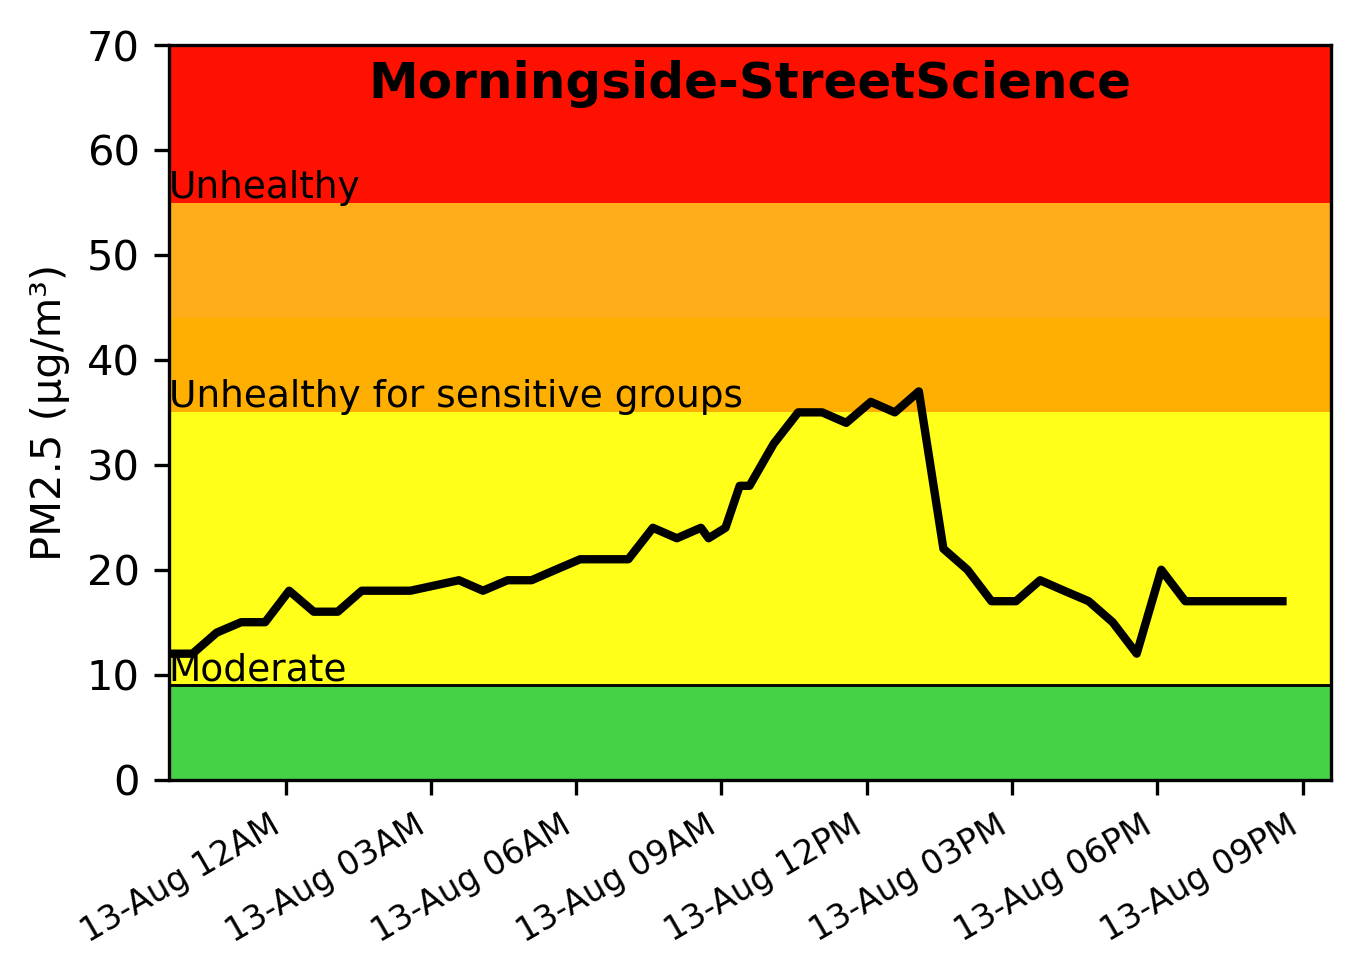 Morningside-StreetScience
PM2.5 (µg/m³)
70
60
Unhealthy
50
40
Unhealthy for sensitive groups
30
20
10
Moderate
0
13-Aug 12AM
13-Aug 03AM
13-Aug 06AM
13-Aug 09AM
13-Aug 12PM
13-Aug 03PM
13-Aug 06PM
13-Aug 09PM